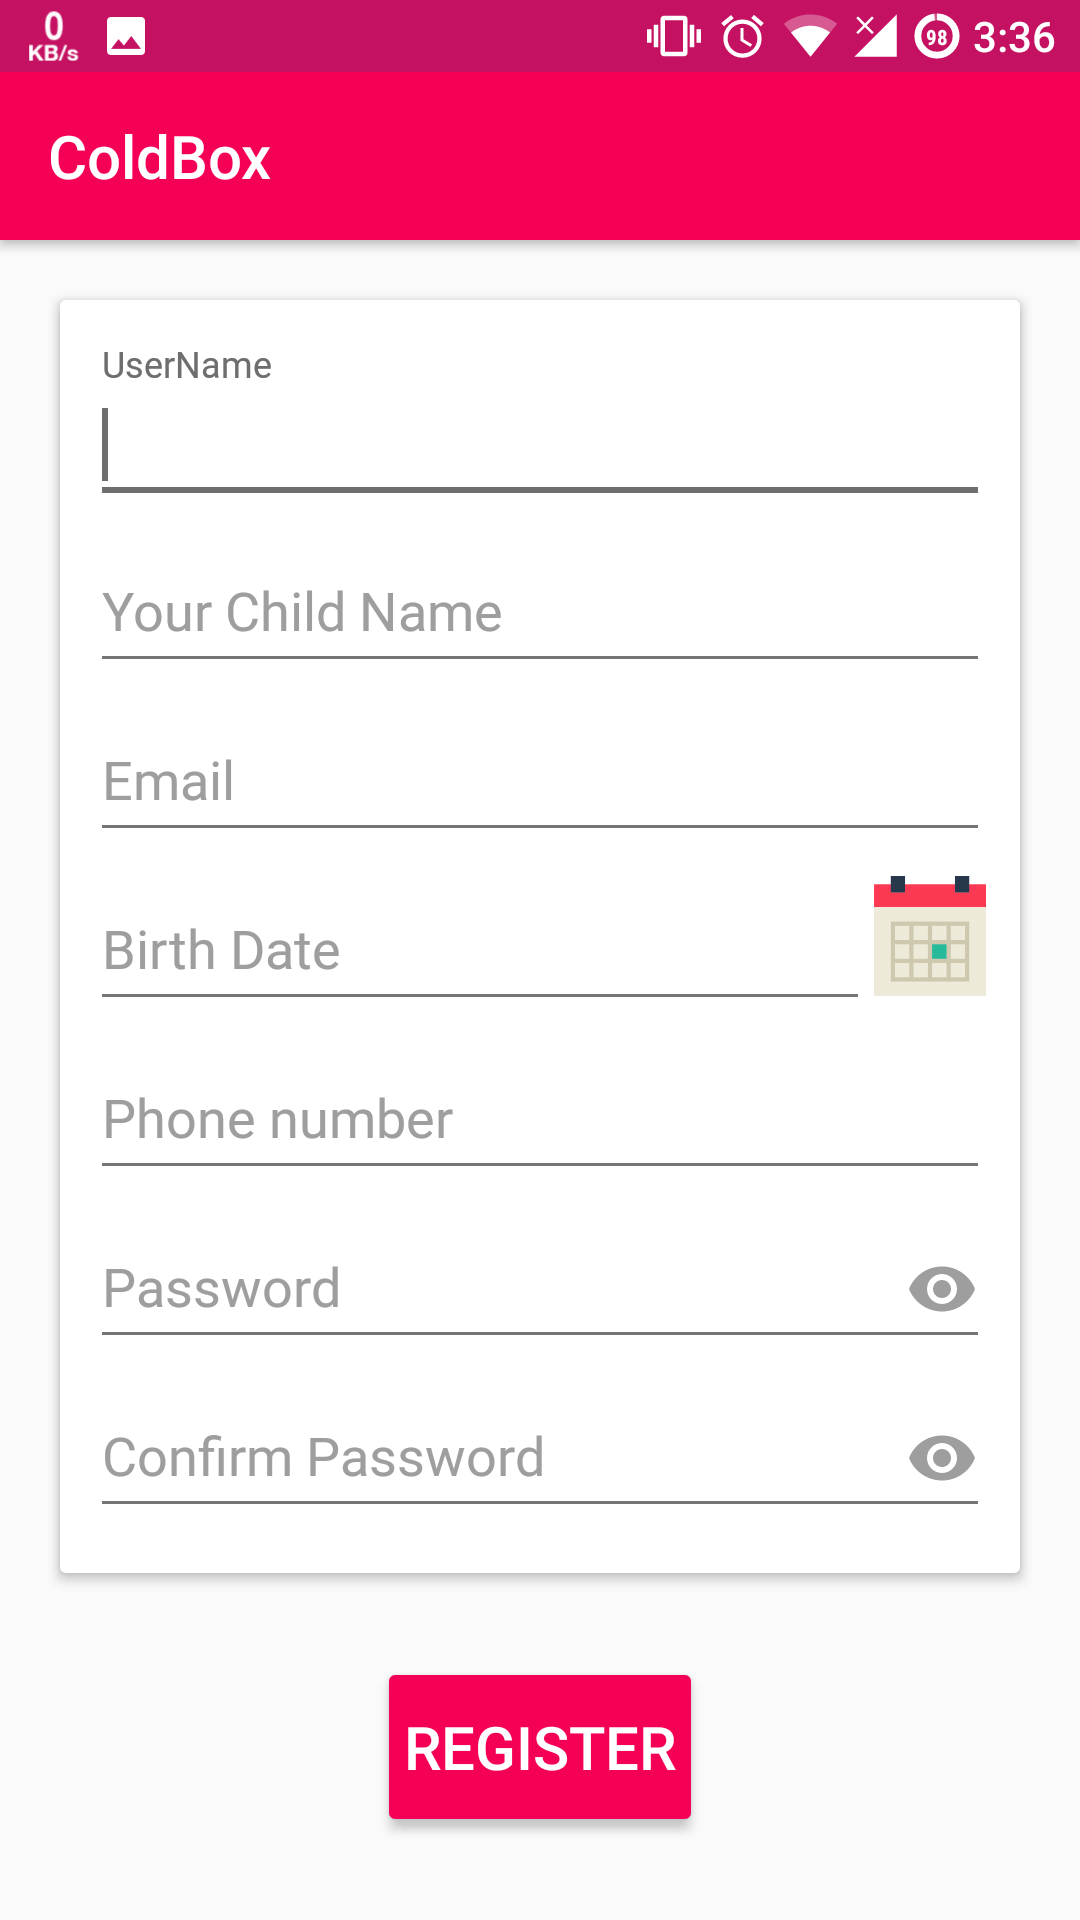 0
KB/s
98
3:36
ColdBox
UserName
Your Child Name
Email
Birth Date
Phone number
Password
Confirm Password
REGISTER